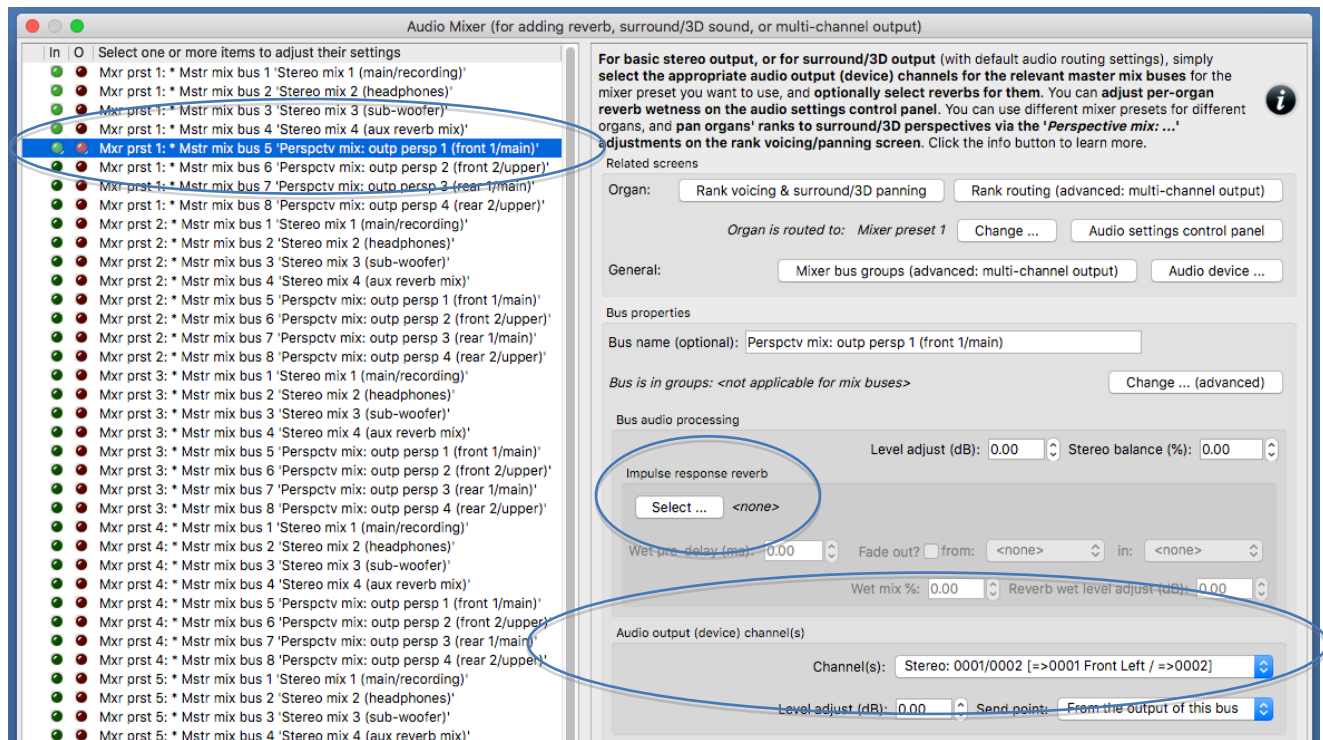 Audio Mixer (for adding reverb, surround/3D sound, or multi-channel output)
In O Select one or more items to adjust their settings
Mxr prst 1: * Mstr mix bus 1 'Stereo mix 1 (main/recording)'
Mxr prst 1: * Mstr mix bus 2 'Stereo mix 2 (headphones)'
Mxr prst 1: * Mstr mix bus 3 'Stereo mix 3 (sub-woofer)'
Mxr prst 1: * Mstr mix bus 4 'Stereo mix 4 (aux reverb mix)'
Mxr prst 1: * Mstr mix bus 5 'Perspctv mix: outp persp 1 (front 1/main)'
Mxr prst 1: * Mstr mix bus 6 'Perspctv mix: outp persp 2 (front 2/upper)'
Mxr prst 1: * Mstr mix bus 7 'Perspctv mix: outp persp 3 (rear 1/main)'
Mxr prst 1: * Mstr mix bus 8 'Perspctv mix: outp persp 4 (rear 2/upper)'
Mxr prst 2: * Mstr mix bus 1 'Stereo mix 1 (main/recording)'
Mxr prst 2: * Mstr mix bus 2 'Stereo mix 2 (headphones)'
Mxr prst 2: * Mstr mix bus 3 'Stereo mix 3 (sub-woofer)'
Mxr prst 2: * Mstr mix bus 4 'Stereo mix 4 (aux reverb mix)'
Mxr prst 2: * Mstr mix bus 5 'Perspctv mix: outp persp 1 (front 1/main)'
Mxr prst 2: * Mstr mix bus 6 'Perspctv mix: outp persp 2 (front 2/upper)'
Mxr prst 2: * Mstr mix bus 7 'Perspctv mix: outp persp 3 (rear 1/main)'
Mxr prst 2: * Mstr mix bus 8 'Perspctv mix: outp persp 4 (rear 2/upper)'
Mxr prst 3: * Mstr mix bus 1 'Stereo mix 1 (main/recording)'
Mxr prst 3: * Mstr mix bus 2 'Stereo mix 2 (headphones)'
Mxr prst 3: * Mstr mix bus 3 'Stereo mix 3 (sub-woofer)'
Mxr prst 3: * Mstr mix bus 4 'Stereo mix 4 (aux reverb mix)'
Mxr prst 3: * Mstr mix bus 5 'Perspctv mix: outp persp 1 (front 1/main)'
Mxr prst 3: * Mstr mix bus 6 'Perspctv mix: outp persp 2 (front 2/upper)'
Mxr prst 3: * Mstr mix bus 7 'Perspctv mix: outp persp 3 (rear 1/main)'
Mxr prst 3: * Mstr mix bus 8 'Perspctv mix: outp persp 4 (rear 2/upper)'
Mxr prst 4: * Mstr mix bus 1 'Stereo mix 1 (main/recording)'
Mxr prst 4: * Mstr mix bus 2 'Stereo mix 2 (headphones)'
Mxr prst 4: * Mstr mix bus 3 'Stereo mix 3 (sub-woofer)'
Mxr prst 4: * Mstr mix bus 4 'Stereo mix 4 (aux reverb mix)'
Mxr prst 4: * Mstr mix bus 5 'Perspctv mix: outp persp 1 (front 1/main)'
Mxr prst 4: * Mstr mix bus 6 'Perspctv mix: outp persp 2 (front 2/upper)'
Mxr prst 4: * Mstr mix bus 7 'Perspctv mix: outp persp 3 (rear 1/main)'
Mxr prst 4: * Mstr mix bus 8 'Perspctv mix: outp persp 4 (rear 2/upper)'
Mxr prst 5: * Mstr mix bus 1 'Stereo mix 1 (main/recording)'
Mxr prst 5: * Mstr mix bus 2 'Stereo mix 2 (headphones)'
Mxr prst 5: * Mstr mix bus 3 'Stereo mix 3 (sub-woofer)'
Mxr prst 5: * Mstr mix bus 4 'Stereo mix 4 (aux reverb mix)'
For basic stereo output, or for surround/3D output (with default audio routing settings), simply
select the appropriate audio output (device) channels for the relevant master mix buses for the
mixer preset you want to use, and optionally select reverbs for them. You can adjust per-organ
reverb wetness on the audio settings control panel. You can use different mixer presets for different
organs, and pan organs' ranks to surround/3D perspectives via the 'Perspective mix: ...'
adjustments on the rank voicing/panning screen. Click the info button to learn more.
i
Related screens
Organ: Rank voicing & surround/3D panning Rank routing (advanced: multi-channel output)
Organ is routed to: Mixer preset 1 Change ... Audio settings control panel
General: Mixer bus groups (advanced: multi-channel output) Audio device ...
Bus properties
Bus name (optional): Perspctv mix: outp persp 1 (front 1/main)
Bus is in groups: <not applicable for mix buses> Change ... (advanced)
Bus audio processing
Level adjust (dB): 0.00 Stereo balance (%): 0.00
Impulse response reverb
Select ... <none>
Wet pre-delay (ms): 0.00 Fade out? from: <none> in: <none>
Wet mix %: 0.00 Reverb wet level adjust (dB): 0.00
Audio output (device) channel(s)
Channel(s): Stereo: 0001/0002 [=>0001 Front Left / =>0002]
Level adjust (dB): 0.00 Send point: From the output of this bus